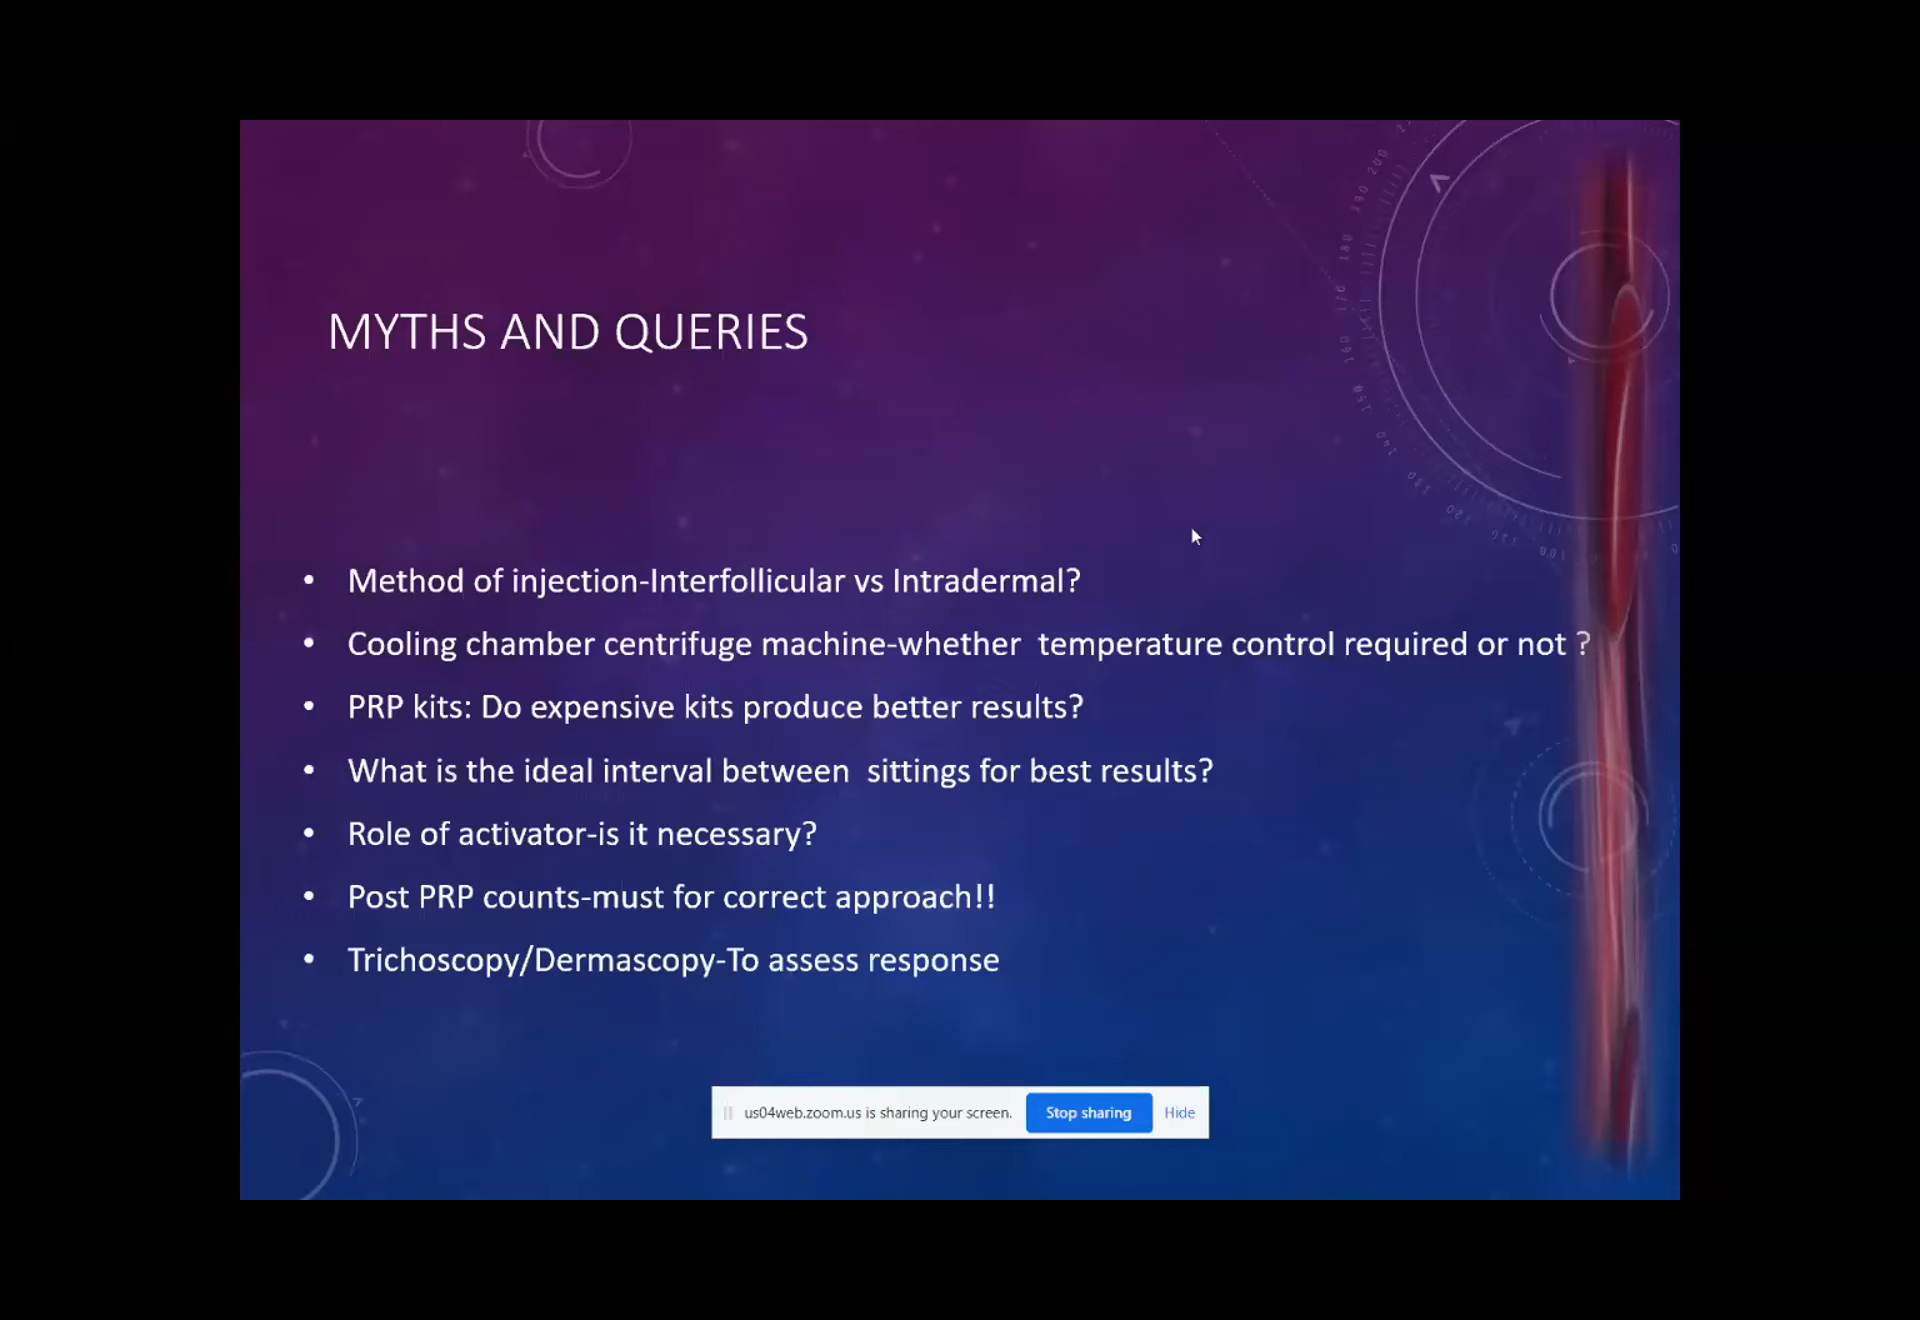 MYTHS AND QUERIES
• Method of injection-Interfollicular vs Intradermal?
• Cooling chamber centrifuge machine-whether temperature control required or not ?
• PRP kits: Do expensive kits produce better results?
• What is the ideal interval between sittings for best results?
• Role of activator-is it necessary?
• Post PRP counts-must for correct approach!!
• Trichoscopy/Dermascopy-To assess response
us04web.zoom.us is sharing your screen. Stop sharing Hide